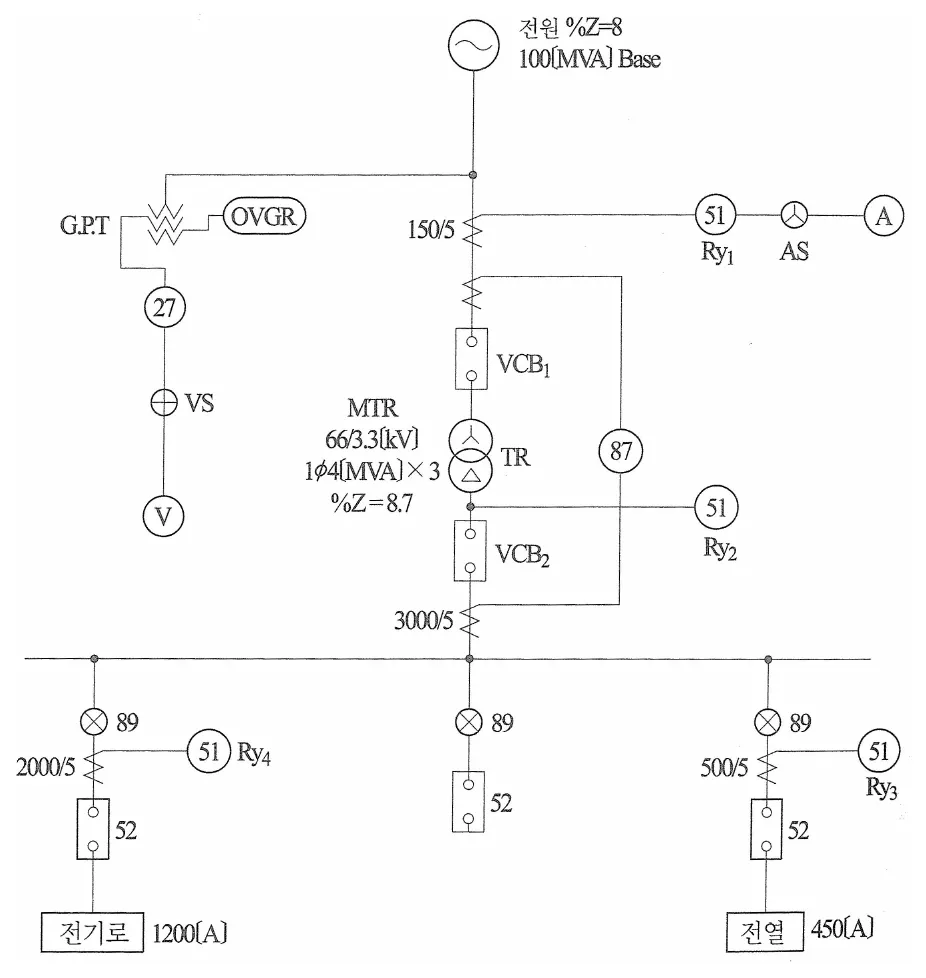 전원 %Z=8
100[MVA] Base
G.P.T
OVGR
150/5
51
Ry1
AS
A
27
VCB1
VS
MTR
66/3.3[kV]
1ϕ4[MVA]×3
%Z=8.7
TR
87
V
51
Ry2
VCB2
3000/5
89
89
89
2000/5
51
Ry4
500/5
51
Ry3
52
52
52
전기로
1200[A]
전열
450[A]